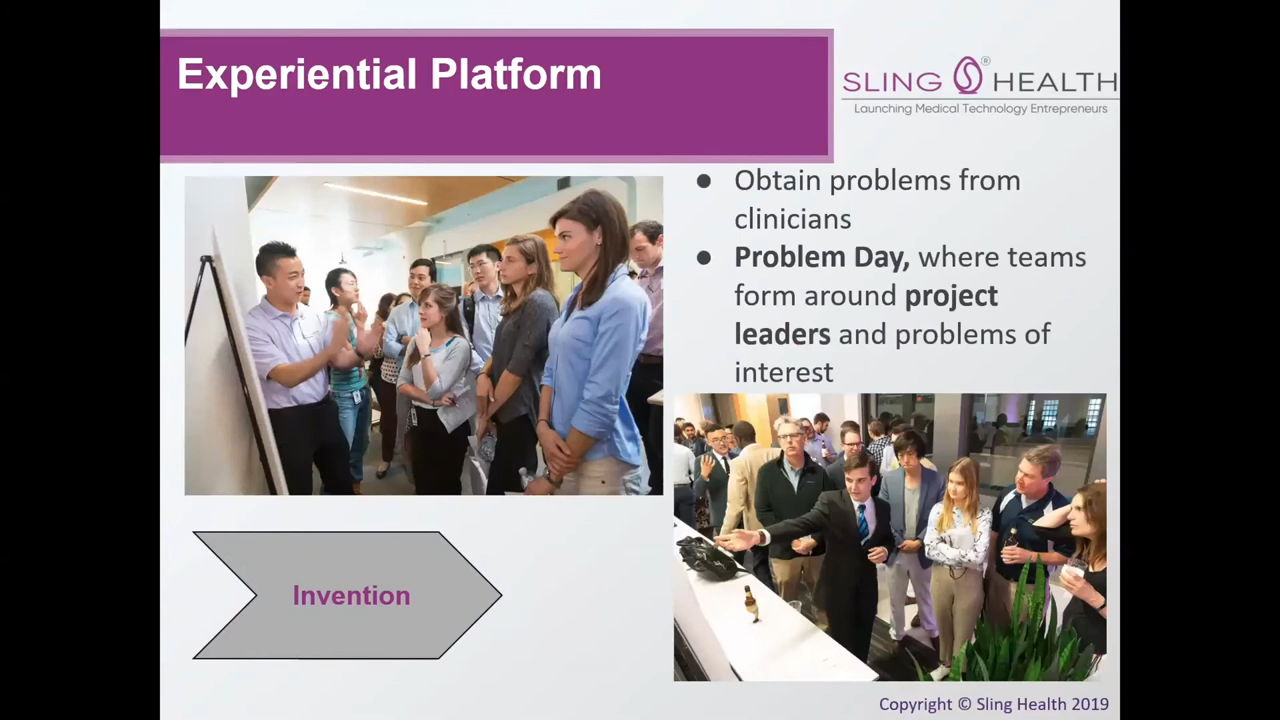 Experiential Platform
SLING HEALTH®
Launching Medical Technology Entrepreneurs
● Obtain problems from
clinicians
● Problem Day, where teams
form around project
leaders and problems of
interest
Invention
Copyright © Sling Health 2019